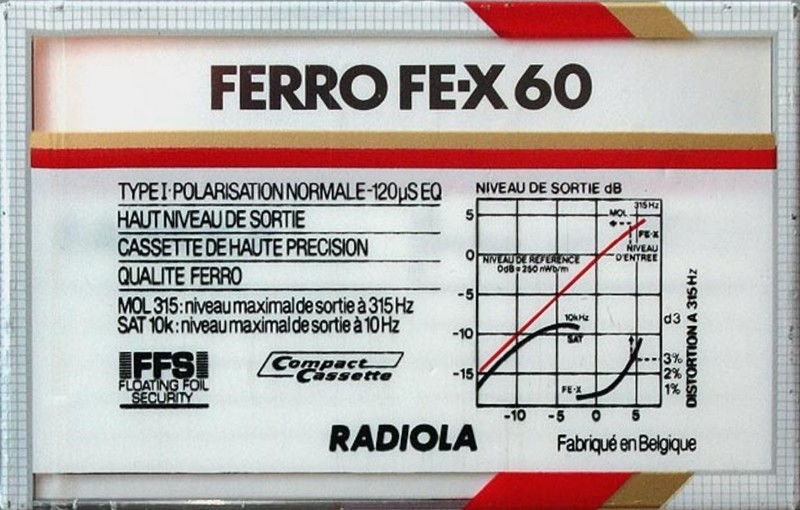 FERRO FE·X 60
TYPE I·POLARISATION NORMALE-120µS EQ
HAUT NIVEAU DE SORTIE
CASSETTE DE HAUTE PRECISION
QUALITE FERRO
MOL 315: niveau maximal de sortie à 315 Hz
SAT 10k: niveau maximal de sortie à 10 Hz
FFS
FLOATING FOIL
SECURITY
Compact
Cassette
NIVEAU DE SORTIE dB
315 Hz
5
MOL
FE·X
NIVEAU
D'ENTREE
0
NIVEAU DE REFERENCE
0dB = 250 nWb/m
-5
10kHz
d3
-10
SAT
3%
-15
2%
FE·X
1%
-10 -5 0 5
DISTORTION A 315 Hz
RADIOLA
Fabriqué en Belgique